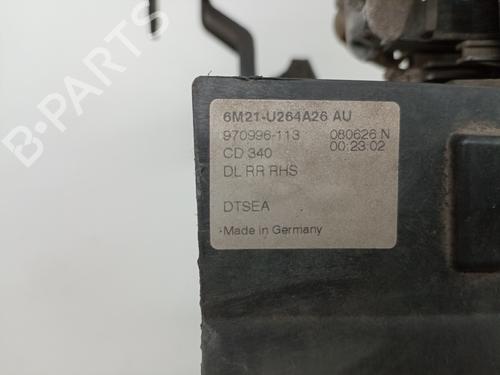 6M21-U264A26 AU
970996-113 080626 N
CD 340 00:23:02
DL RR RHS
DTSEA
Made in Germany
B-PARTS